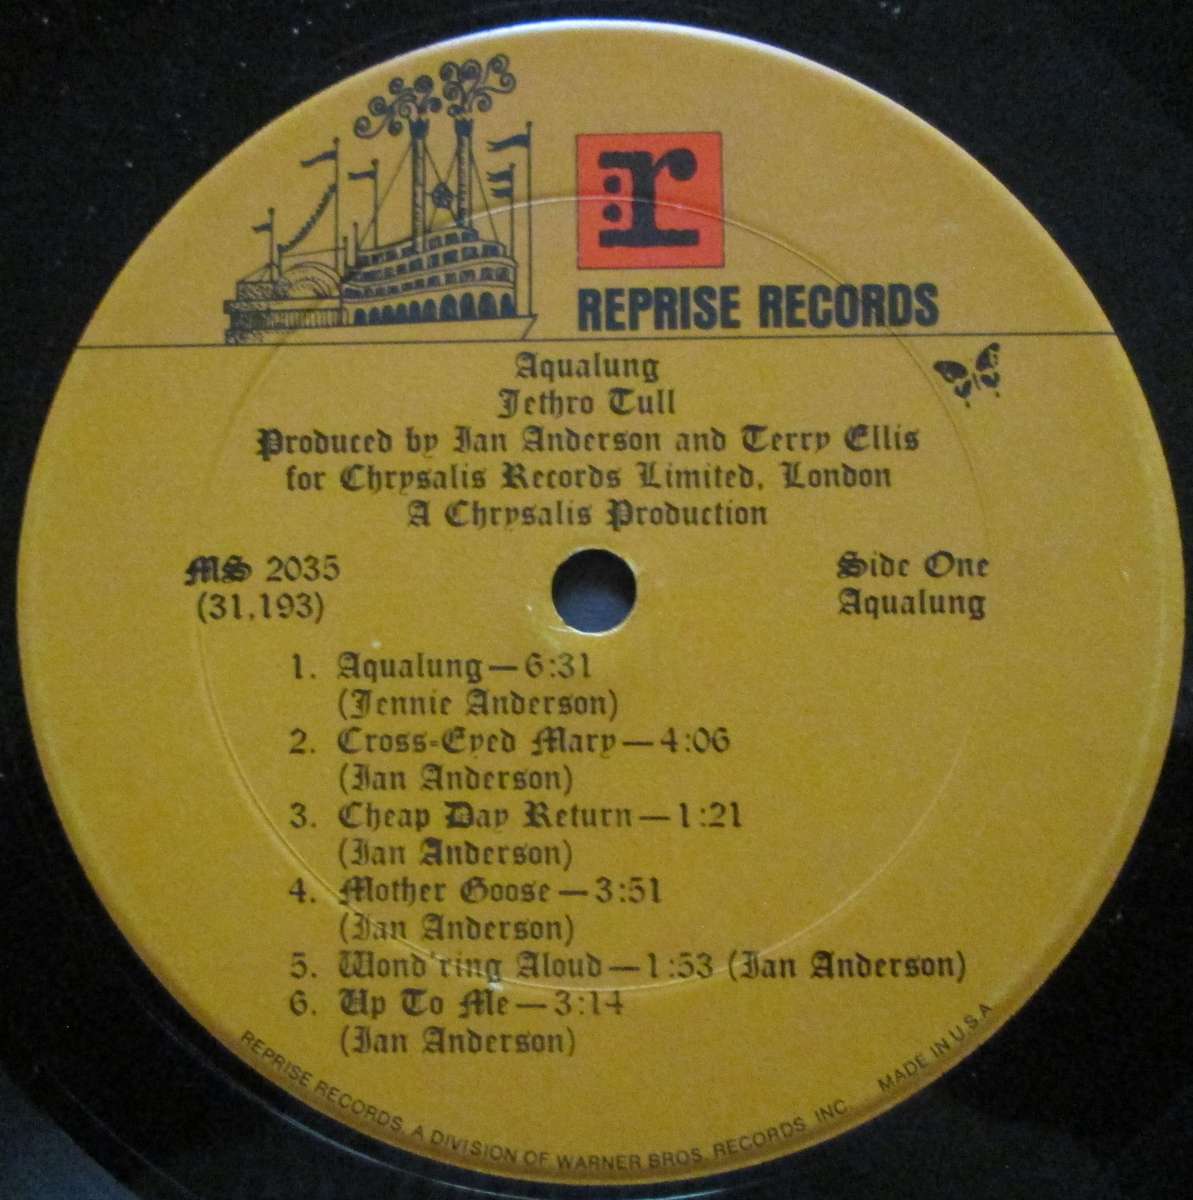 r:
REPRISE RECORDS
Aqualung
Jethro Tull
Produced by Ian Anderson and Terry Ellis
for Chrysalis Records Limited, London
A Chrysalis Production
MS 2035
(31,193)
Side One
Aqualung
1. Aqualung—6:31
(Jennie Anderson)
2. Cross-Eyed Mary—4:06
(Ian Anderson)
3. Cheap Day Return—1:21
(Ian Anderson)
4. Mother Goose—3:51
(Ian Anderson)
5. Wond'ring Aloud—1:53 (Ian Anderson)
6. Up To Me—3:14
(Ian Anderson)
REPRISE RECORDS, A DIVISION OF WARNER BROS. RECORDS, INC. MADE IN U.S.A.